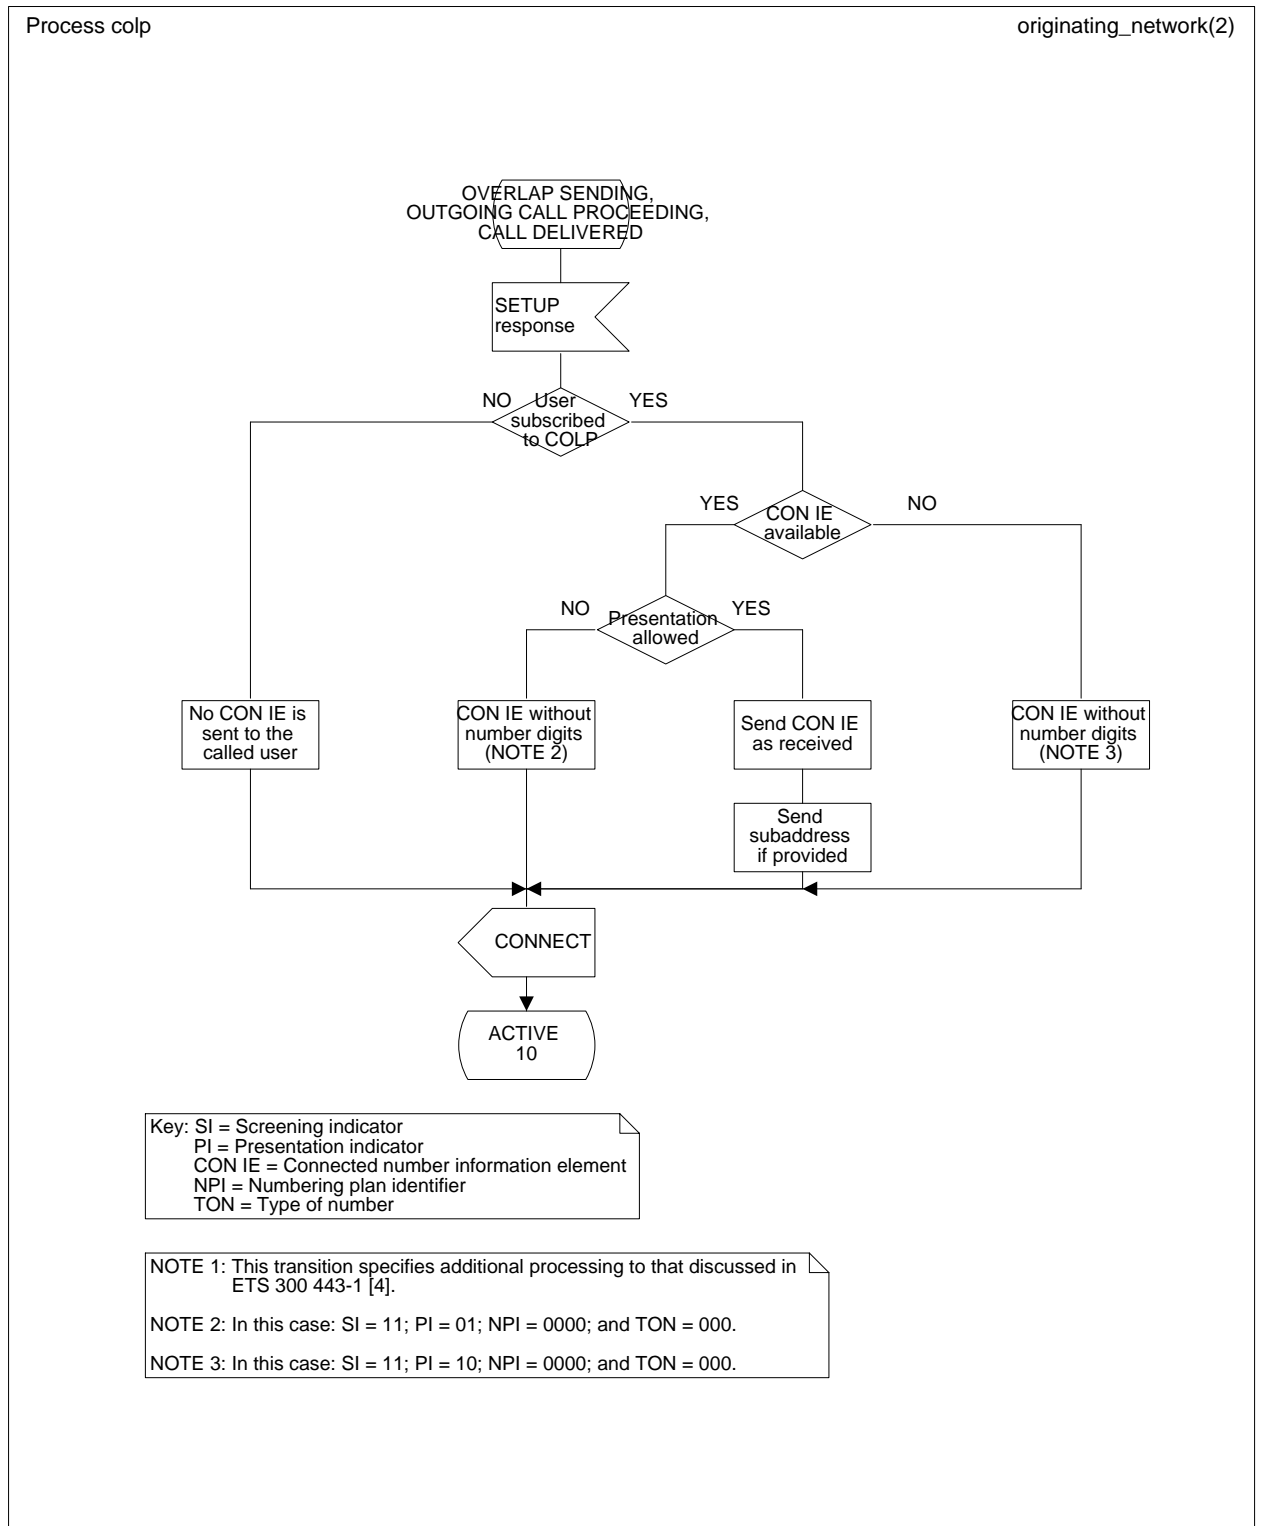 Process colp
originating_network(2)
OVERLAP SENDING,
OUTGOING CALL PROCEEDING,
CALL DELIVERED
SETUP
response
NO
User
subscribed
to COLP
YES
YES
CON IE
available
NO
NO
Presentation
allowed
YES
No CON IE is
sent to the
called user
CON IE without
number digits
(NOTE 2)
Send CON IE
as received
CON IE without
number digits
(NOTE 3)
Send
subaddress
if provided
CONNECT
ACTIVE
10
Key: SI = Screening indicator
PI = Presentation indicator
CON IE = Connected number information element
NPI = Numbering plan identifier
TON = Type of number
NOTE 1: This transition specifies additional processing to that discussed in
ETS 300 443-1 [4].
NOTE 2: In this case: SI = 11; PI = 01; NPI = 0000; and TON = 000.
NOTE 3: In this case: SI = 11; PI = 10; NPI = 0000; and TON = 000.